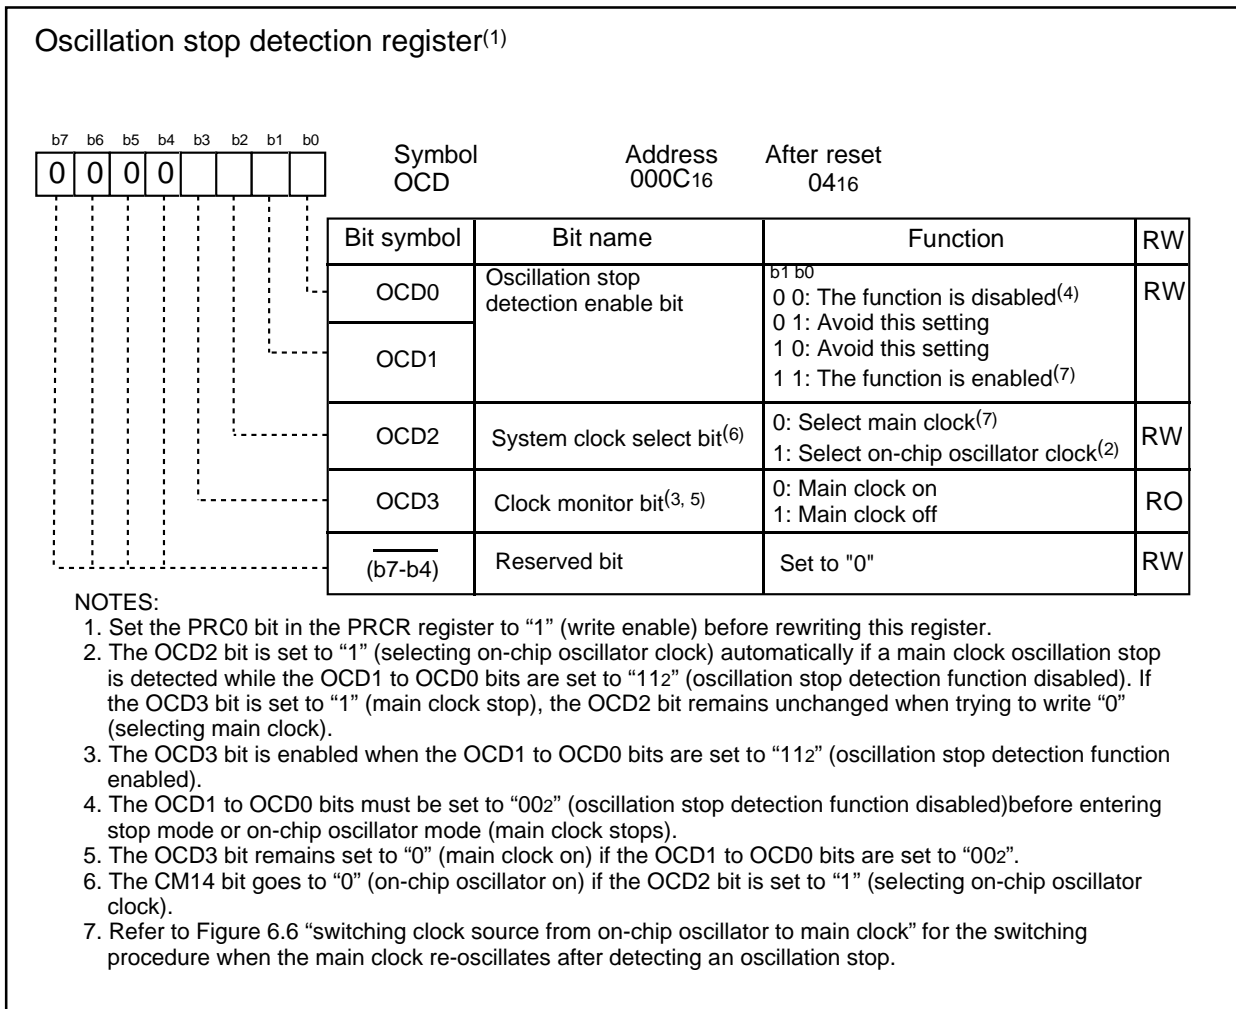 Oscillation stop detection register(1)
b7 b6 b5 b4 b3 b2 b1 b0
0 0 0 0
Symbol Address After reset
OCD 000C16 0416
Bit symbol Bit name Function RW
OCD0 Oscillation stop detection enable bit b1 b0 RW
0 0: The function is disabled(4)
0 1: Avoid this setting
OCD1 1 0: Avoid this setting
1 1: The function is enabled(7)
OCD2 System clock select bit(6) 0: Select main clock(7) RW
1: Select on-chip oscillator clock(2)
OCD3 Clock monitor bit(3, 5) 0: Main clock on RO
1: Main clock off
(b7-b4) Reserved bit Set to "0" RW
NOTES:
1. Set the PRC0 bit in the PRCR register to “1” (write enable) before rewriting this register.
2. The OCD2 bit is set to “1” (selecting on-chip oscillator clock) automatically if a main clock oscillation stop
is detected while the OCD1 to OCD0 bits are set to “112” (oscillation stop detection function disabled). If
the OCD3 bit is set to “1” (main clock stop), the OCD2 bit remains unchanged when trying to write “0”
(selecting main clock).
3. The OCD3 bit is enabled when the OCD1 to OCD0 bits are set to “112” (oscillation stop detection function
enabled).
4. The OCD1 to OCD0 bits must be set to “002” (oscillation stop detection function disabled)before entering
stop mode or on-chip oscillator mode (main clock stops).
5. The OCD3 bit remains set to “0” (main clock on) if the OCD1 to OCD0 bits are set to “002”.
6. The CM14 bit goes to “0” (on-chip oscillator on) if the OCD2 bit is set to “1” (selecting on-chip oscillator
clock).
7. Refer to Figure 6.6 “switching clock source from on-chip oscillator to main clock” for the switching
procedure when the main clock re-oscillates after detecting an oscillation stop.